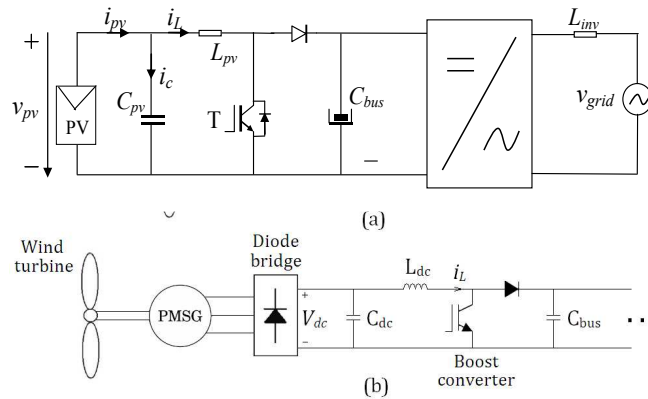 i_pv i_L L_pv L_inv
+ i_c
v_pv PV C_pv T C_bus v_grid
− −
(a)
Wind turbine
Diode bridge
PMSG
+ V_dc −
C_dc
L_dc
i_L
Boost converter
C_bus
(b)